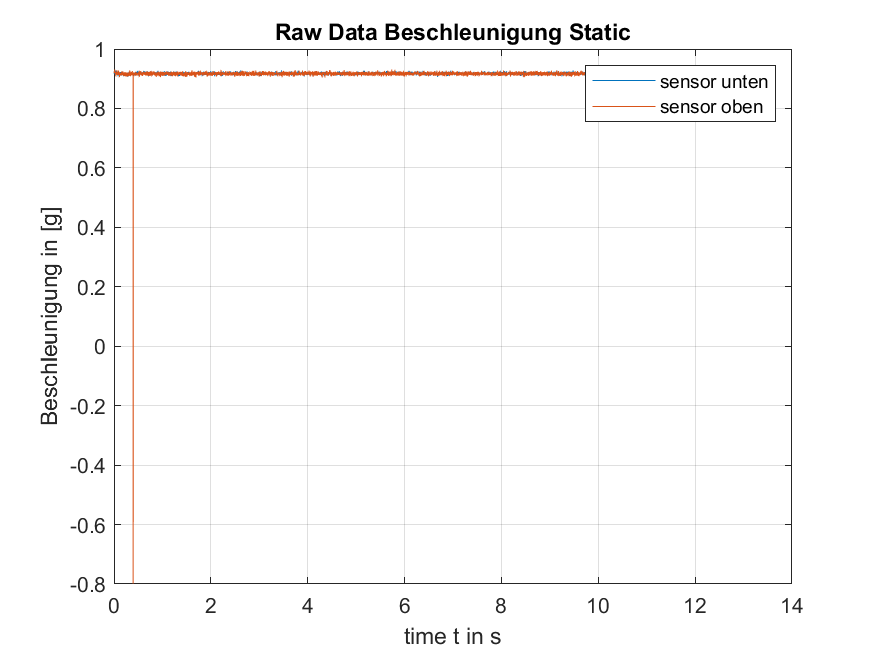 Raw Data Beschleunigung Static
1
0.8
0.6
0.4
0.2
0
-0.2
-0.4
-0.6
-0.8
Beschleunigung in [g]
sensor unten
sensor oben
0 2 4 6 8 10 12 14
time t in s